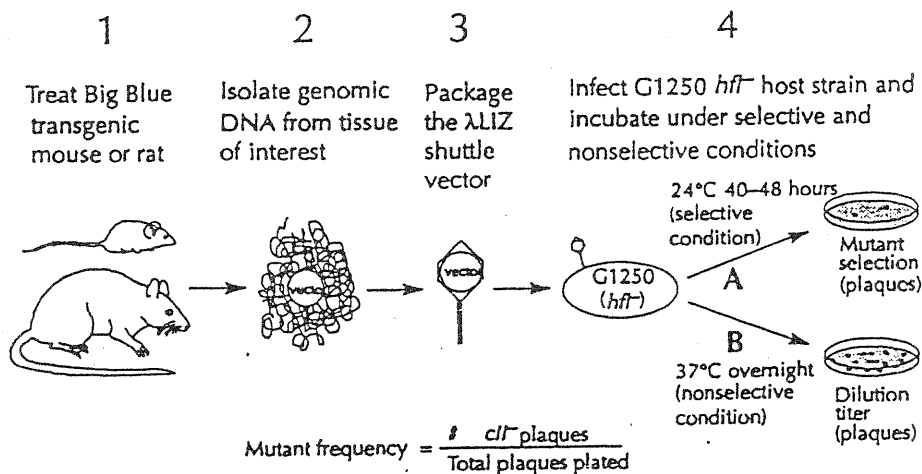 1
2
3
4
Treat Big Blue
transgenic
mouse or rat
Isolate genomic
DNA from tissue
of interest
Package
the λLIZ
shuttle
vector
Infect G1250 hfl– host strain and
incubate under selective and
nonselective conditions
24°C 40–48 hours
(selective
condition)
A
Mutant
selection
(plaques)
vector
vector
G1250
(hfl–)
B
37°C overnight
(nonselective
condition)
Dilution
titer
(plaques)
Mutant frequency = # cII– plaques
Total plaques plated